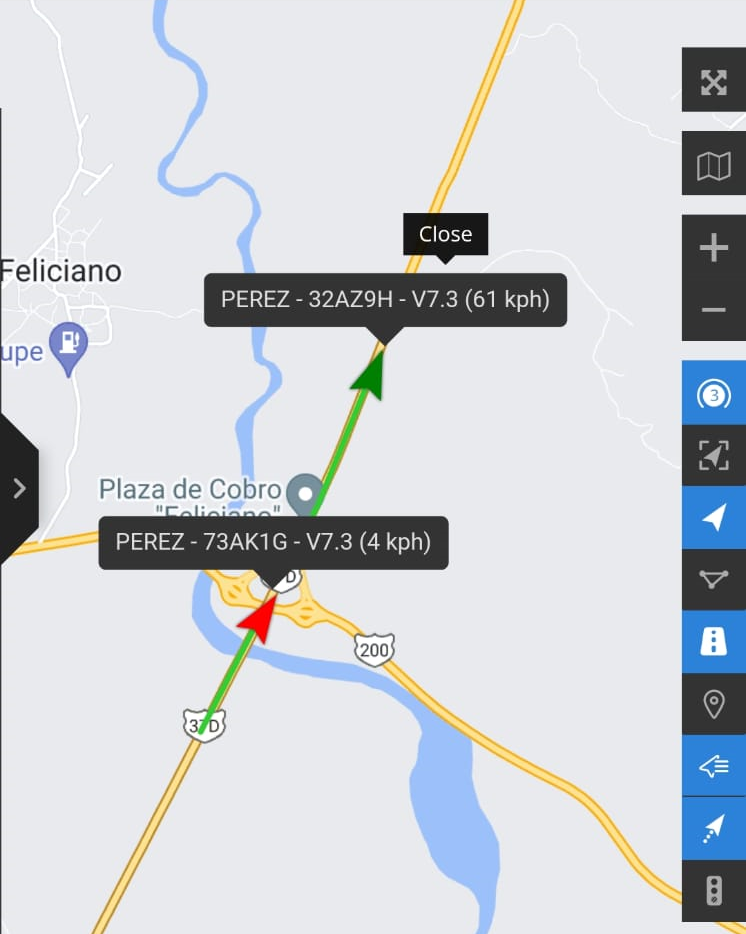 Close
Feliciano
PEREZ - 32AZ9H - V7.3 (61 kph)
upe
3
Plaza de Cobro
"Feliciano"
PEREZ - 73AK1G - V7.3 (4 kph)
D
200
37D